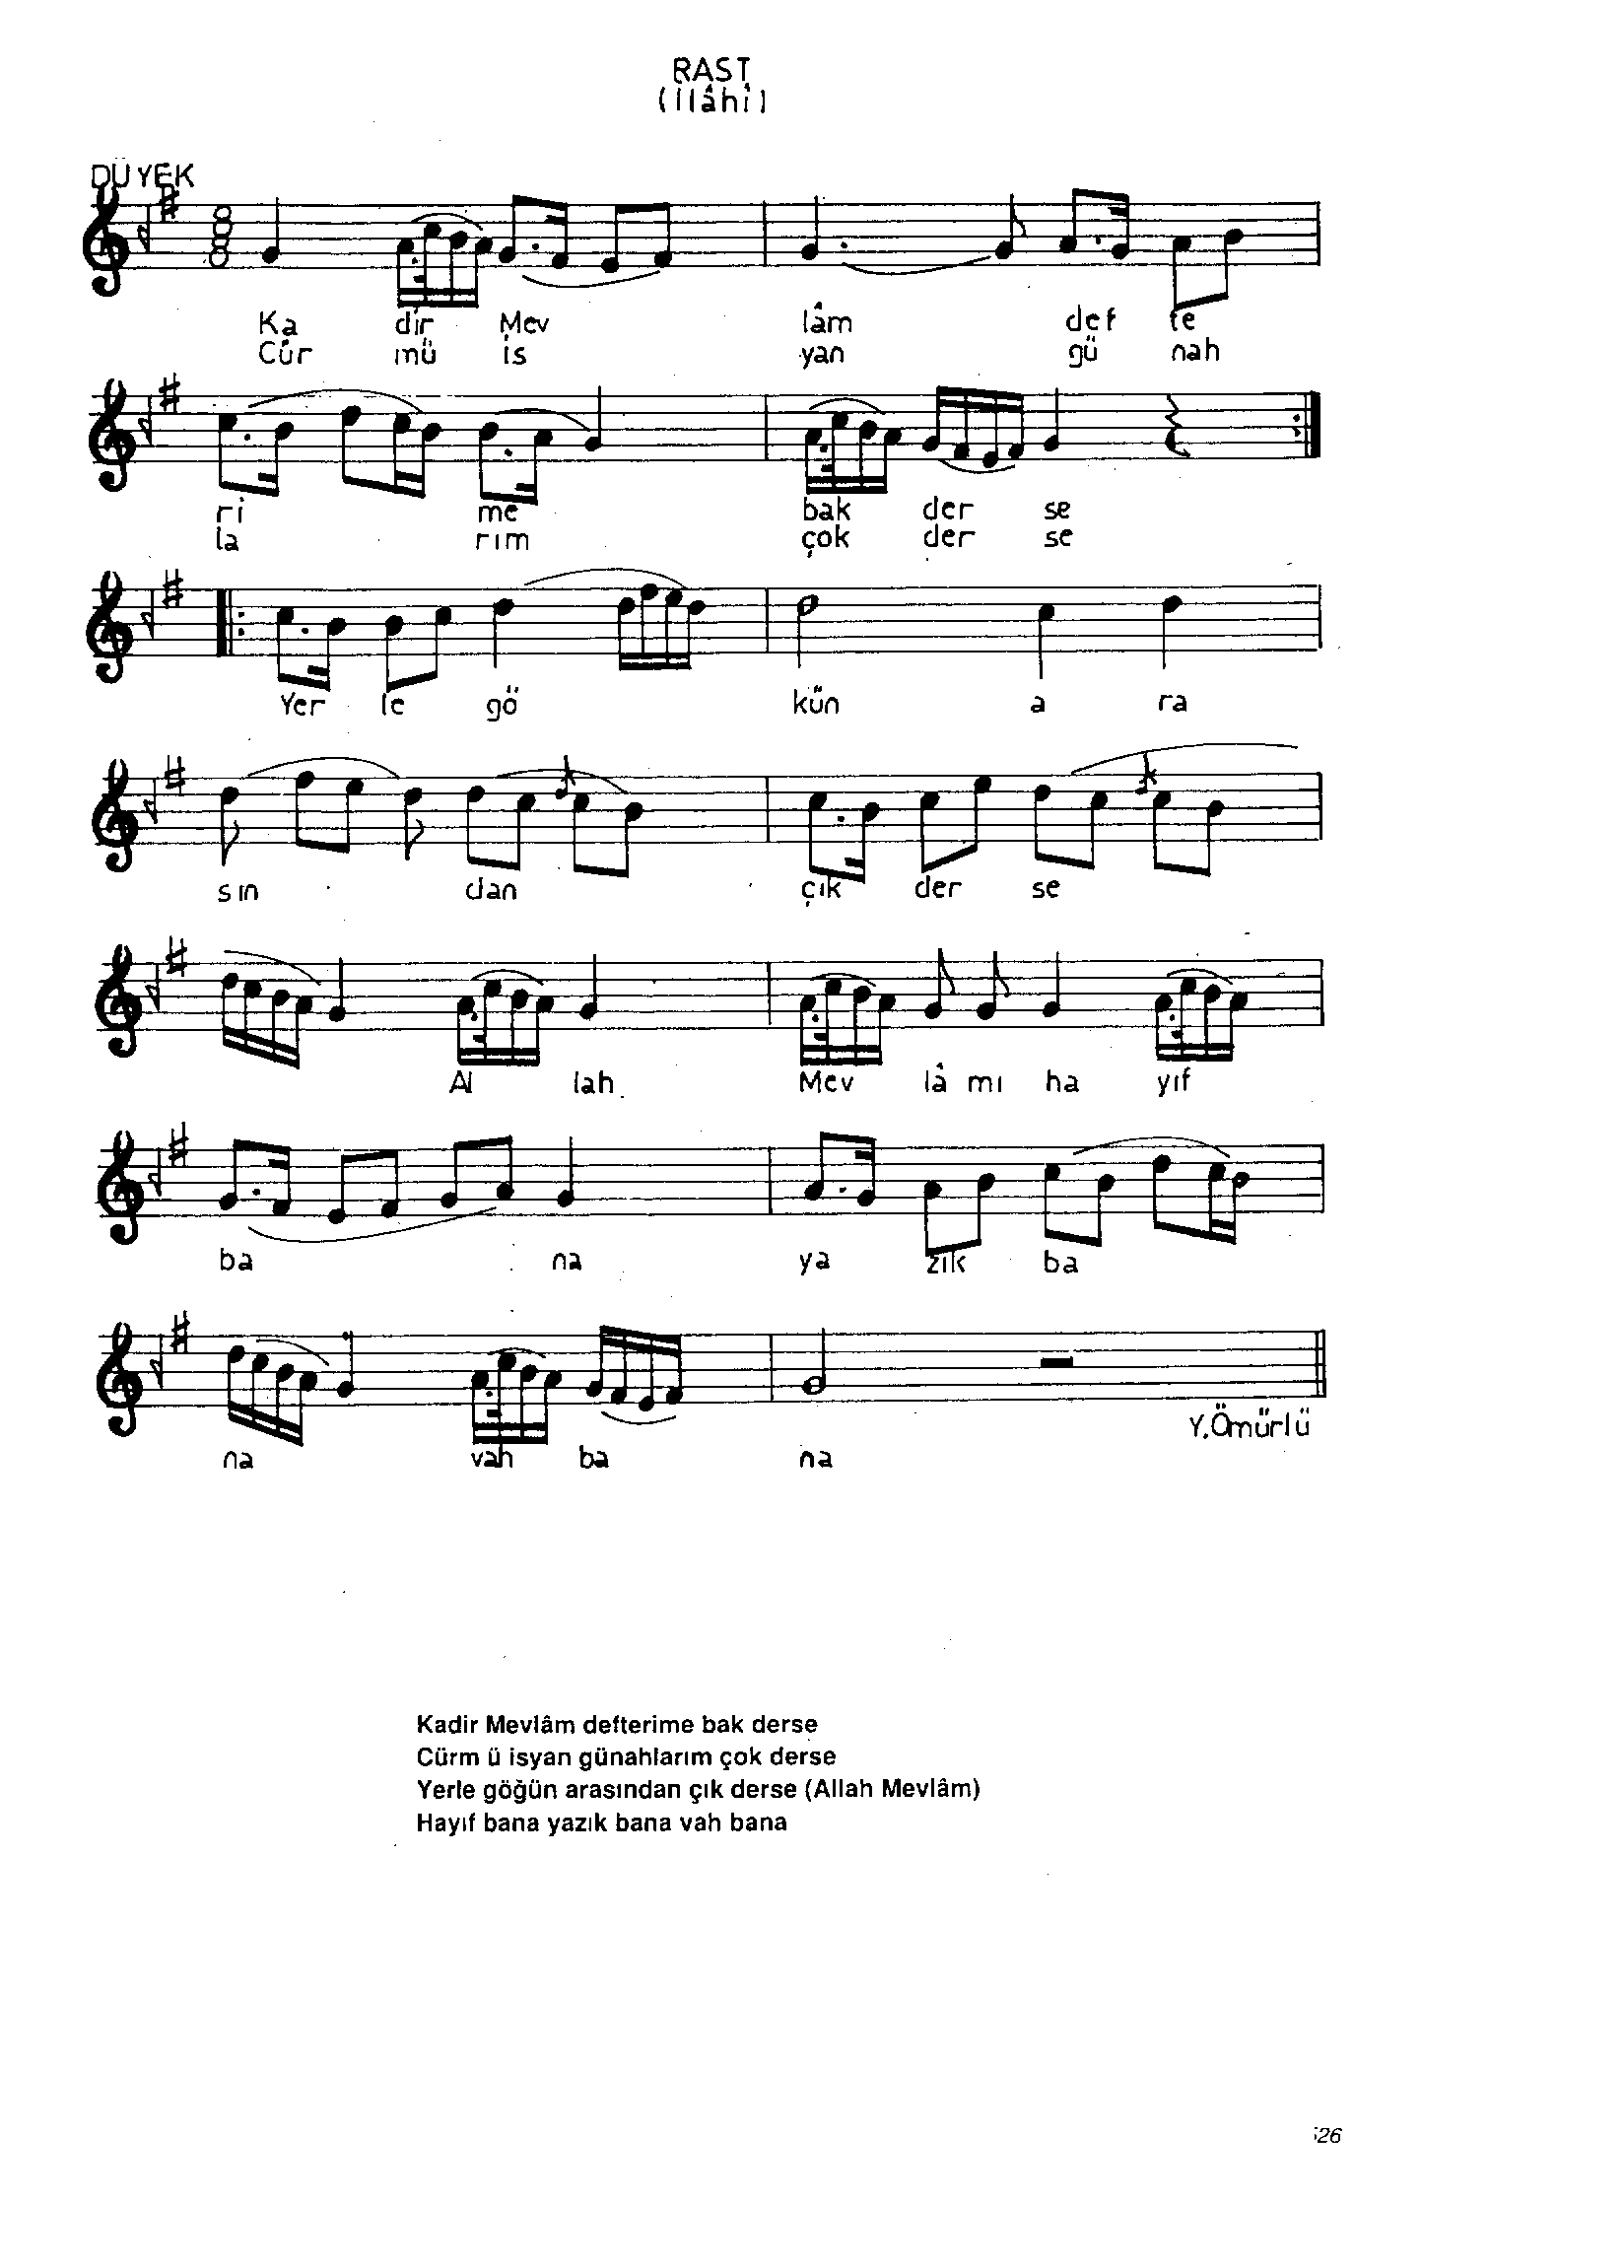 RAST
(İlâhî)
DÜYEK
Ka dir Mev lâm def te
Cür mü is yan gü nah
ri me bak der se
la rım çok der se
Yer le gö kün a ra
sın dan çık der se
Al lah Mev lâ mı ha yıf
ba na ya zık ba
na vah ba na
Y.Ömürlü
Kadir Mevlâm defterime bak derse
Cürm ü isyan günahlarım çok derse
Yerle göğün arasından çık derse (Allah Mevlâm)
Hayıf bana yazık bana vah bana